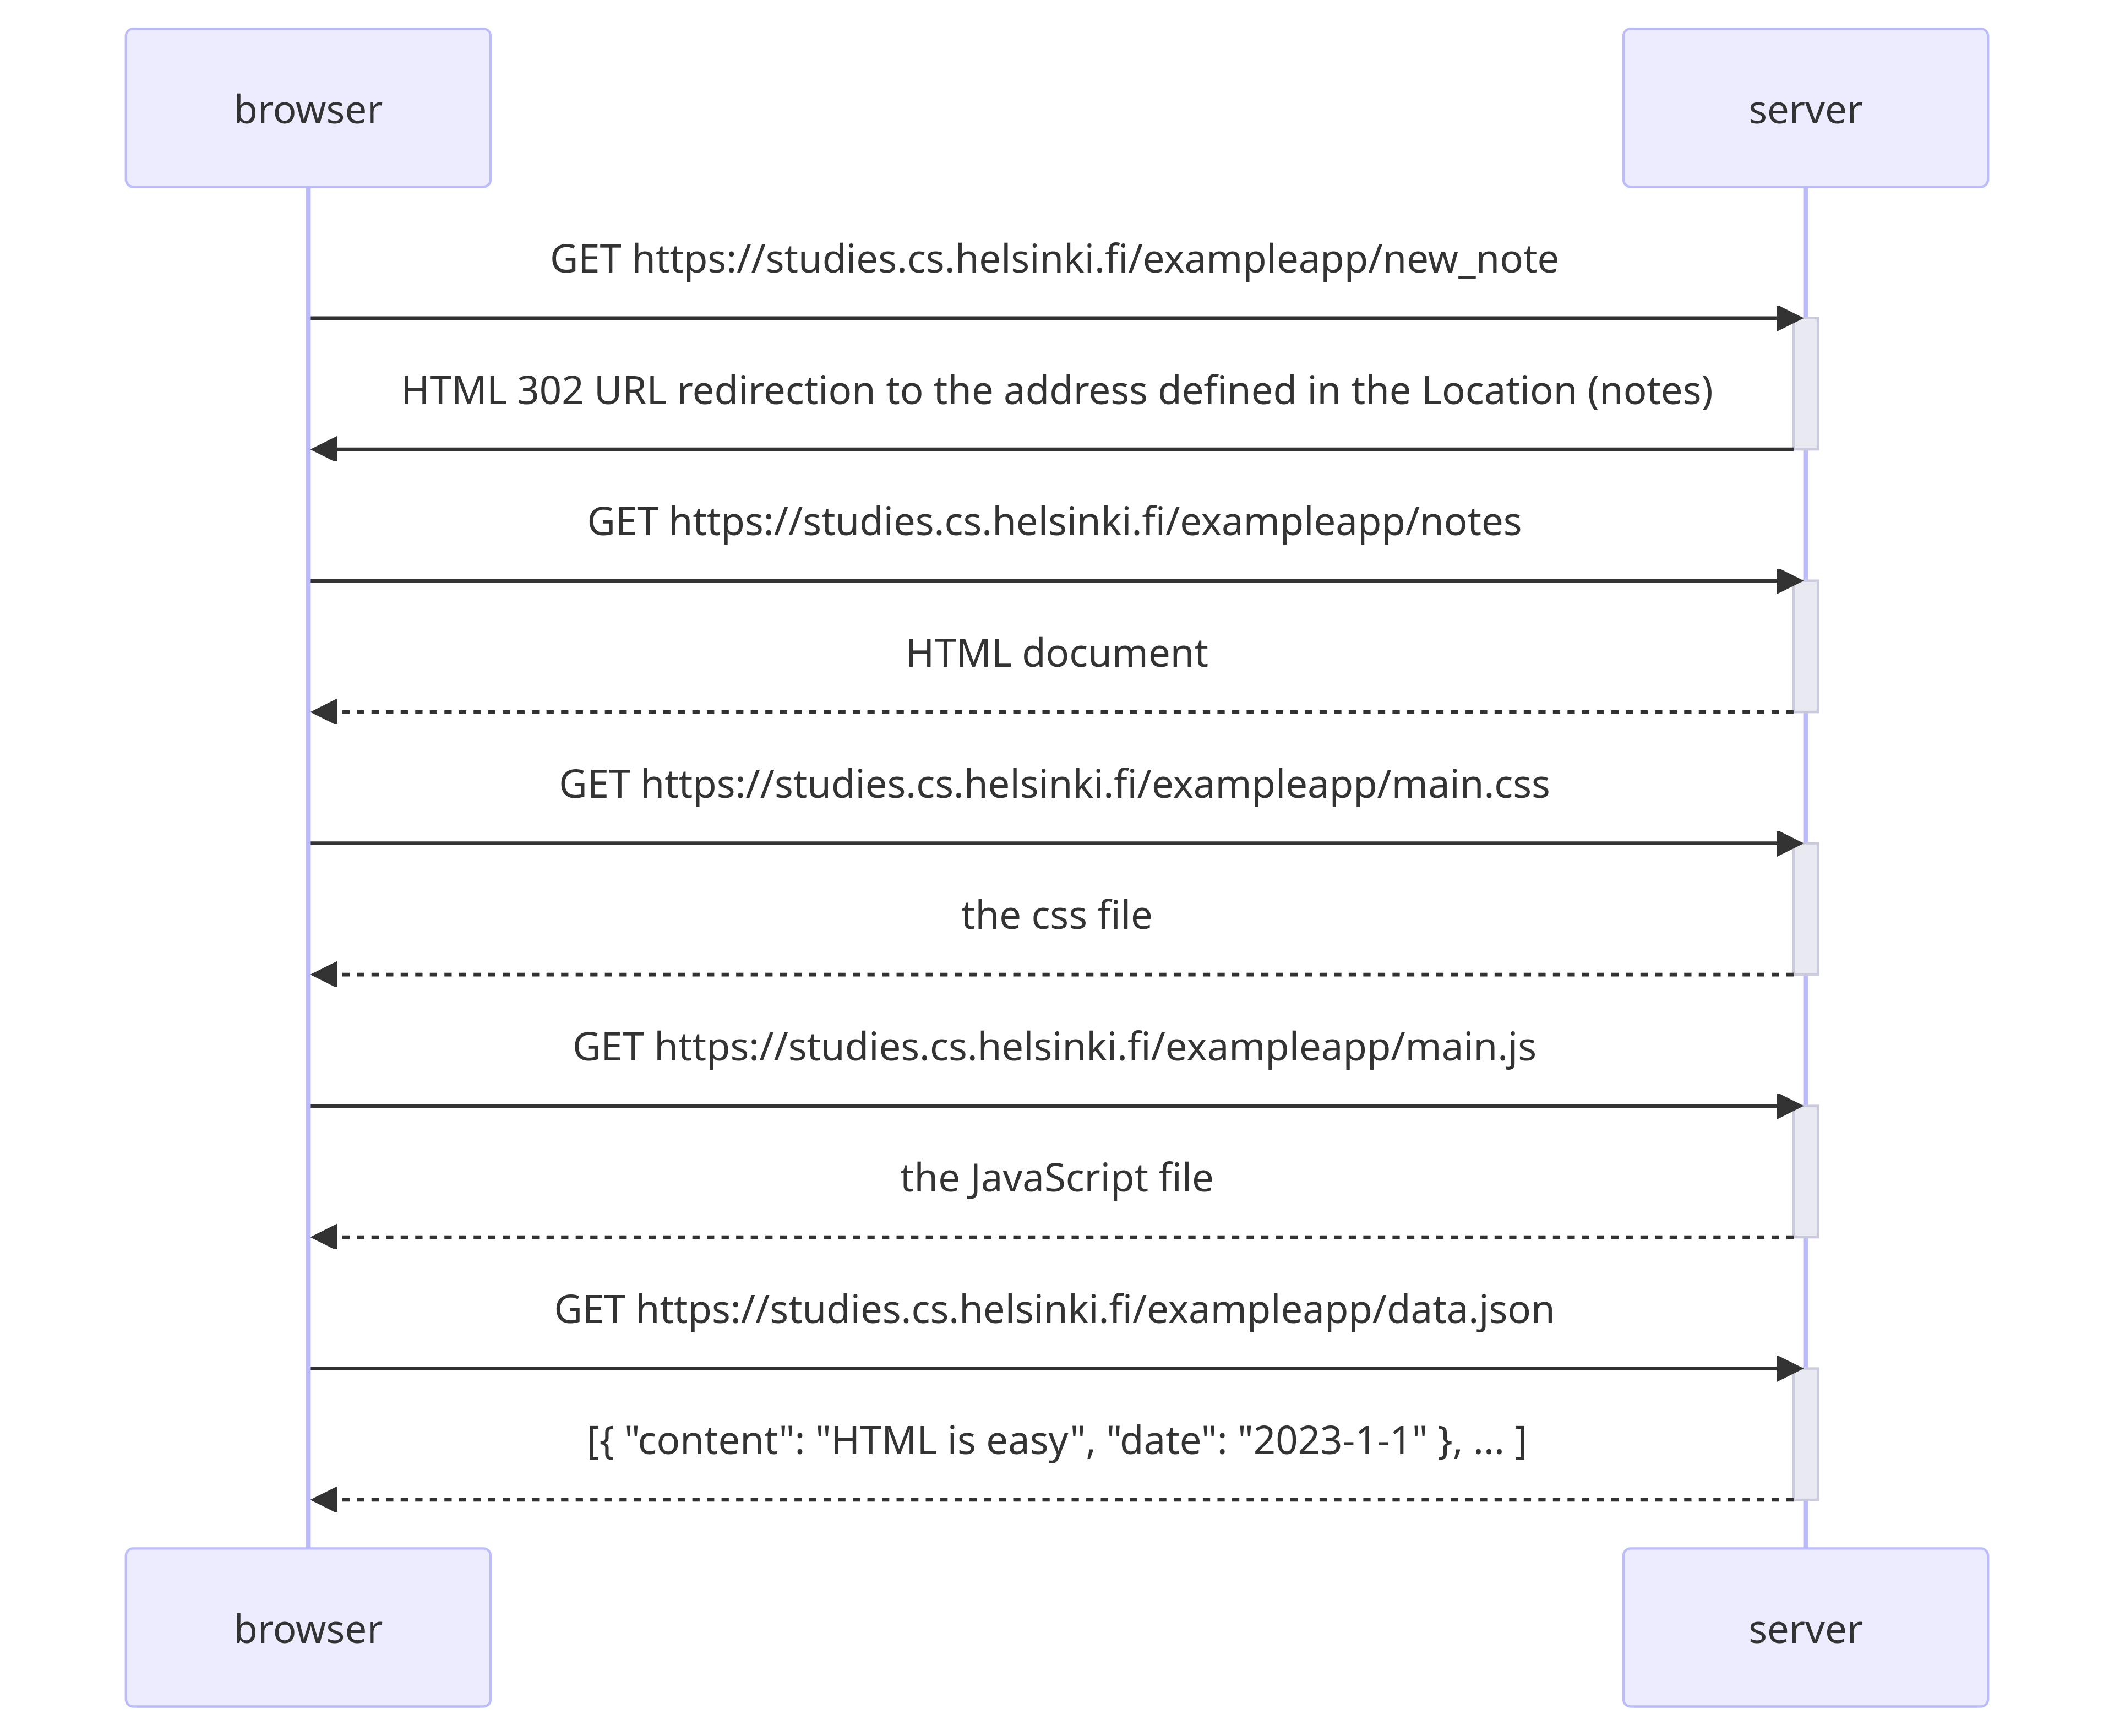 browser
server
GET https://studies.cs.helsinki.fi/exampleapp/new_note
HTML 302 URL redirection to the address defined in the Location (notes)
GET https://studies.cs.helsinki.fi/exampleapp/notes
HTML document
GET https://studies.cs.helsinki.fi/exampleapp/main.css
the css file
GET https://studies.cs.helsinki.fi/exampleapp/main.js
the JavaScript file
GET https://studies.cs.helsinki.fi/exampleapp/data.json
[{ "content": "HTML is easy", "date": "2023-1-1" }, ... ]
browser
server